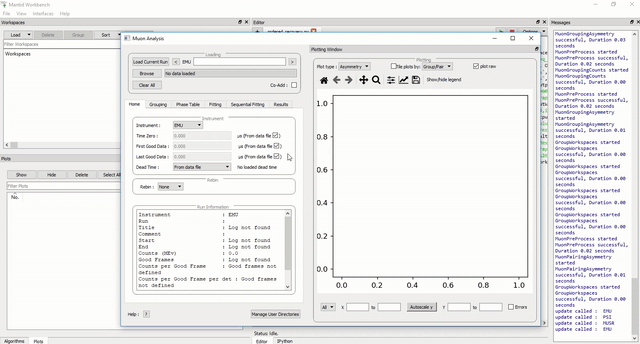 Mantid Workbench
File View Interfaces Help
Workspaces
Load Delete Group Sort
Filter Workspaces
Workspaces
Plots
Show Hide Delete Select All
Filter Plots
No.
Algorithms Plots
Editor
Muon Analysis
Loading
Load Current Run < EMU >
Browse No data loaded
Clear All Co-Add :
Home Grouping Phase Table Fitting Sequential Fitting Results
Instrument
Instrument : EMU
Time Zero : 0.000 µs (From data file )
First Good Data : 0.000 µs (From data file )
Last Good Data : 0.000 µs (From data file )
Dead Time : From data file No loaded dead time
Rebin
Rebin : None
Run Information
Instrument : EMU
Run :
Title : Log not found
Comment :
Start : Log not found
End : Log not found
Counts (MEv) : 0.0
Good Frames : Log not found
Counts per Good Frame : Good frames not
defined
Counts per Good Frame per det : Good frames
not defined
Help : ? Manage User Directories
Plotting Window
Plotting
Plot type : Asymmetry Tile plots by: Group/Pair plot raw
Show/hide legend
1.0
0.8
0.6
0.4
0.2
0.0
0.0 0.2 0.4 0.6 0.8 1.0
All X to Autoscale y Y to Errors
Status: Idle.
Editor IPython
Messages
MuonGroupingAsymmetry
successful, Duration 0.03
seconds
MuonPreProcess started
MuonPreProcess
successful, Duration 0.02
seconds
MuonGroupingCounts started
MuonGroupingCounts
successful, Duration 0.00
seconds
MuonPreProcess started
MuonPreProcess
successful, Duration 0.02
seconds
MuonGroupingAsymmetry
started
MuonGroupingAsymmetry
successful, Duration 0.01
seconds
GroupWorkspaces started
GroupWorkspaces
successful, Duration 0.00
seconds
GroupWorkspaces started
GroupWorkspaces
successful, Duration 0.00
seconds
GroupWorkspaces started
GroupWorkspaces
successful, Duration 0.00
seconds
MuonPreProcess started
MuonPreProcess
successful, Duration 0.02
seconds
MuonPairingAsymmetry
started
MuonPairingAsymmetry
successful, Duration 0.01
seconds
GroupWorkspaces started
GroupWorkspaces
successful, Duration 0.00
seconds
update called : EMU
update called : PSI
update called : MUSR
update called : EMU